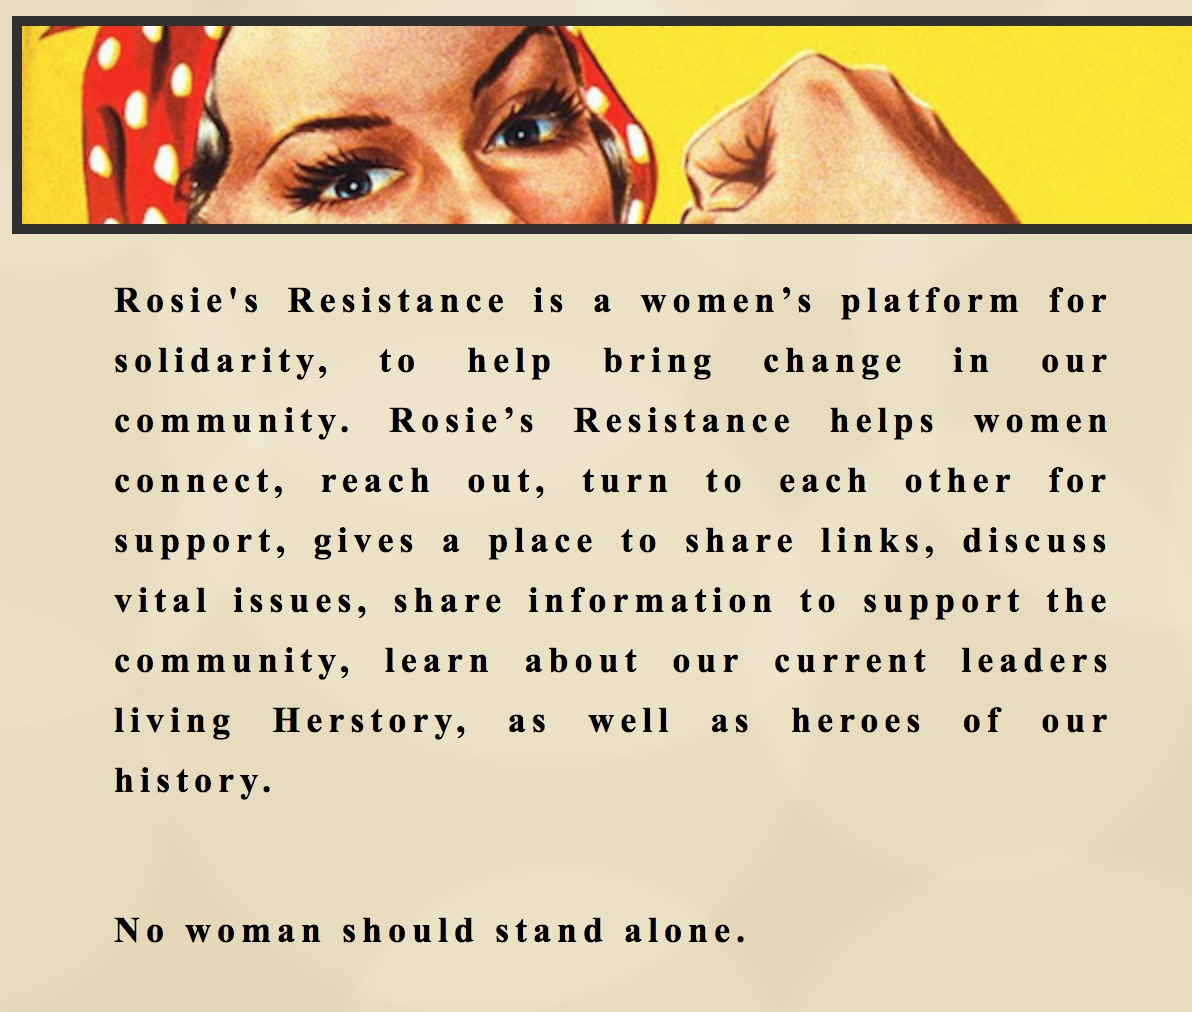 Rosie's Resistance is a women’s platform for
solidarity, to help bring change in our
community. Rosie’s Resistance helps women
connect, reach out, turn to each other for
support, gives a place to share links, discuss
vital issues, share information to support the
community, learn about our current leaders
living Herstory, as well as heroes of our
history.
No woman should stand alone.